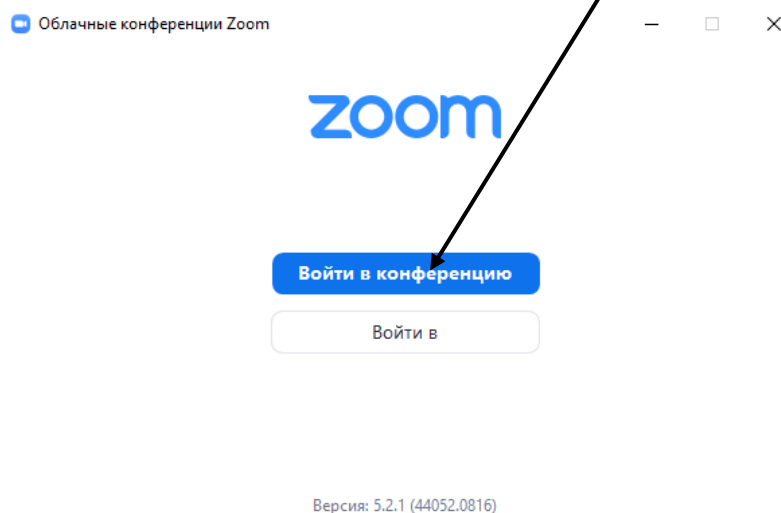 Облачные конференции Zoom
zoom
Войти в конференцию
Войти в
Версия: 5.2.1 (44052.0816)